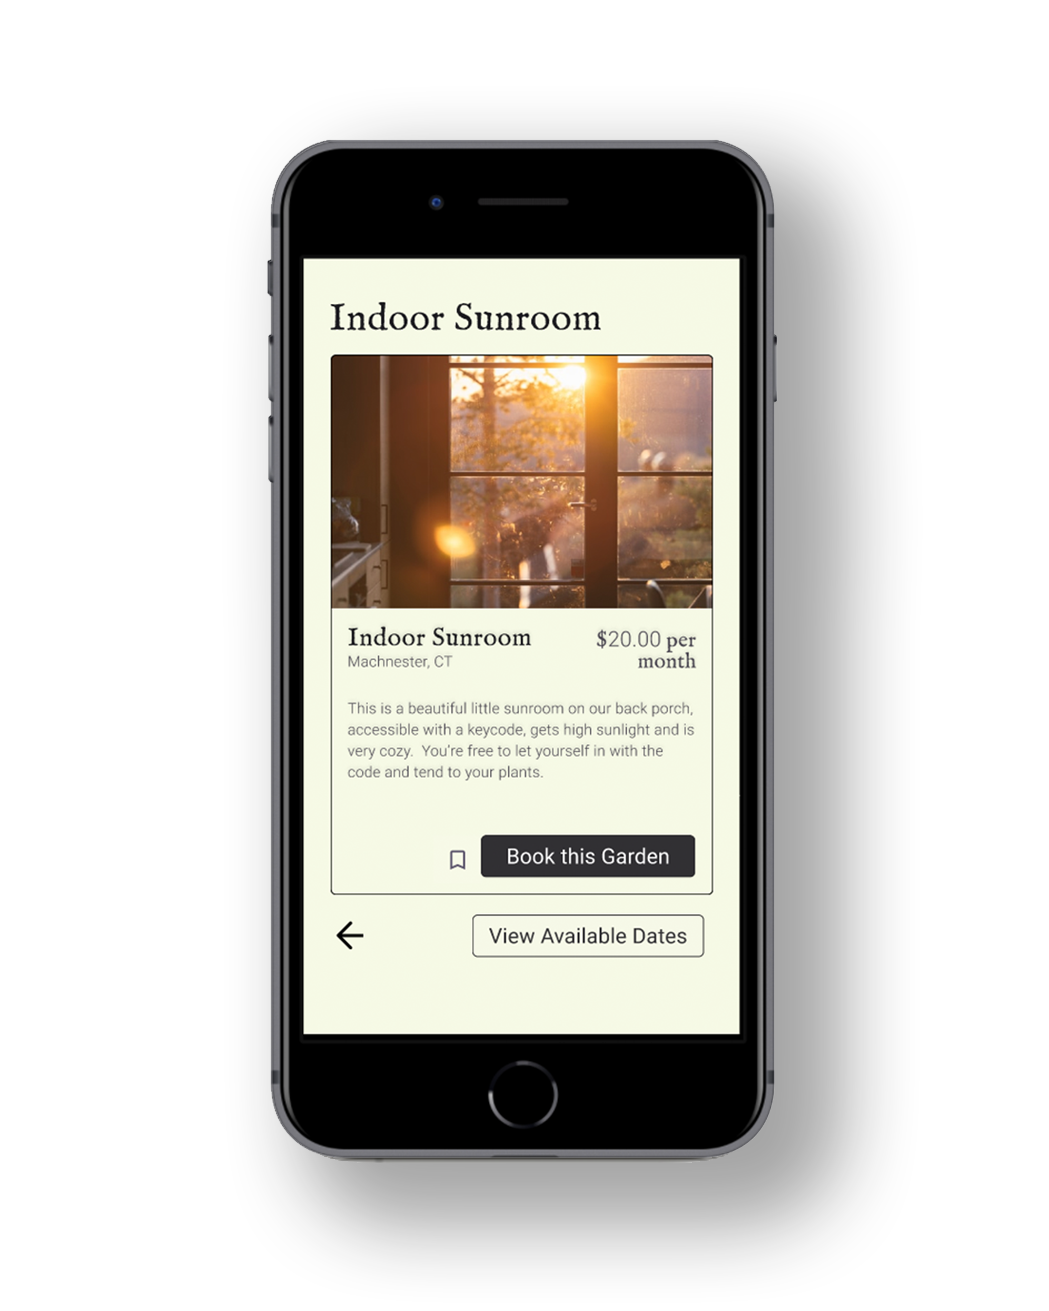 Indoor Sunroom
Indoor Sunroom
$20.00 per
month
Machnester, CT
This is a beautiful little sunroom on our back porch,
accessible with a keycode, gets high sunlight and is
very cozy.  You're free to let yourself in with the
code and tend to your plants.
Book this Garden
View Available Dates